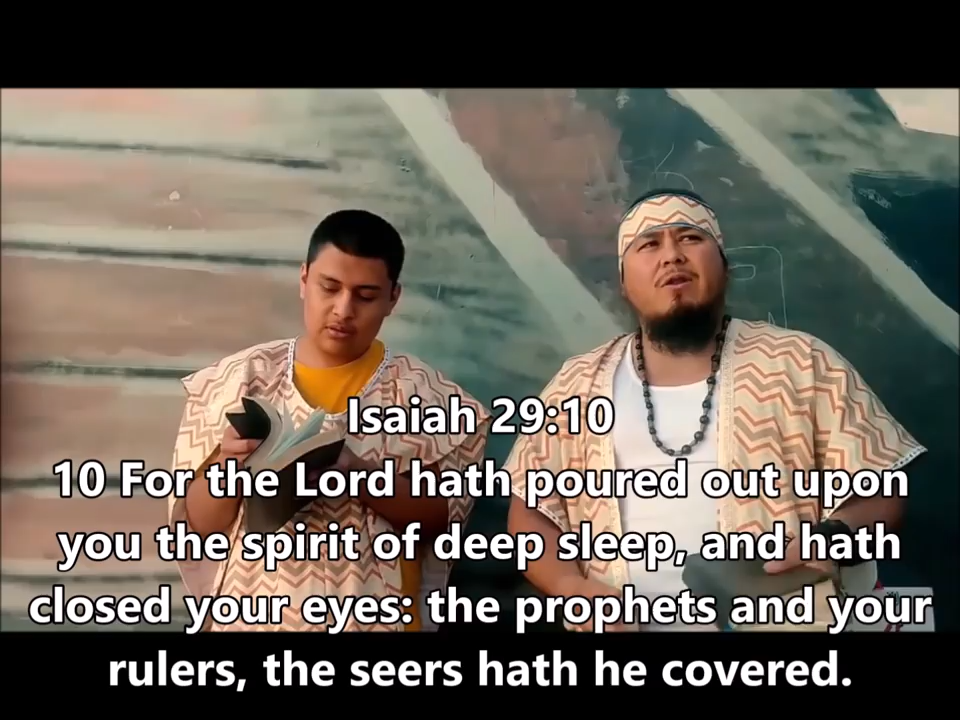 Isaiah 29:10
10 For the Lord hath poured out upon
you the spirit of deep sleep, and hath
closed your eyes: the prophets and your
rulers, the seers hath he covered.